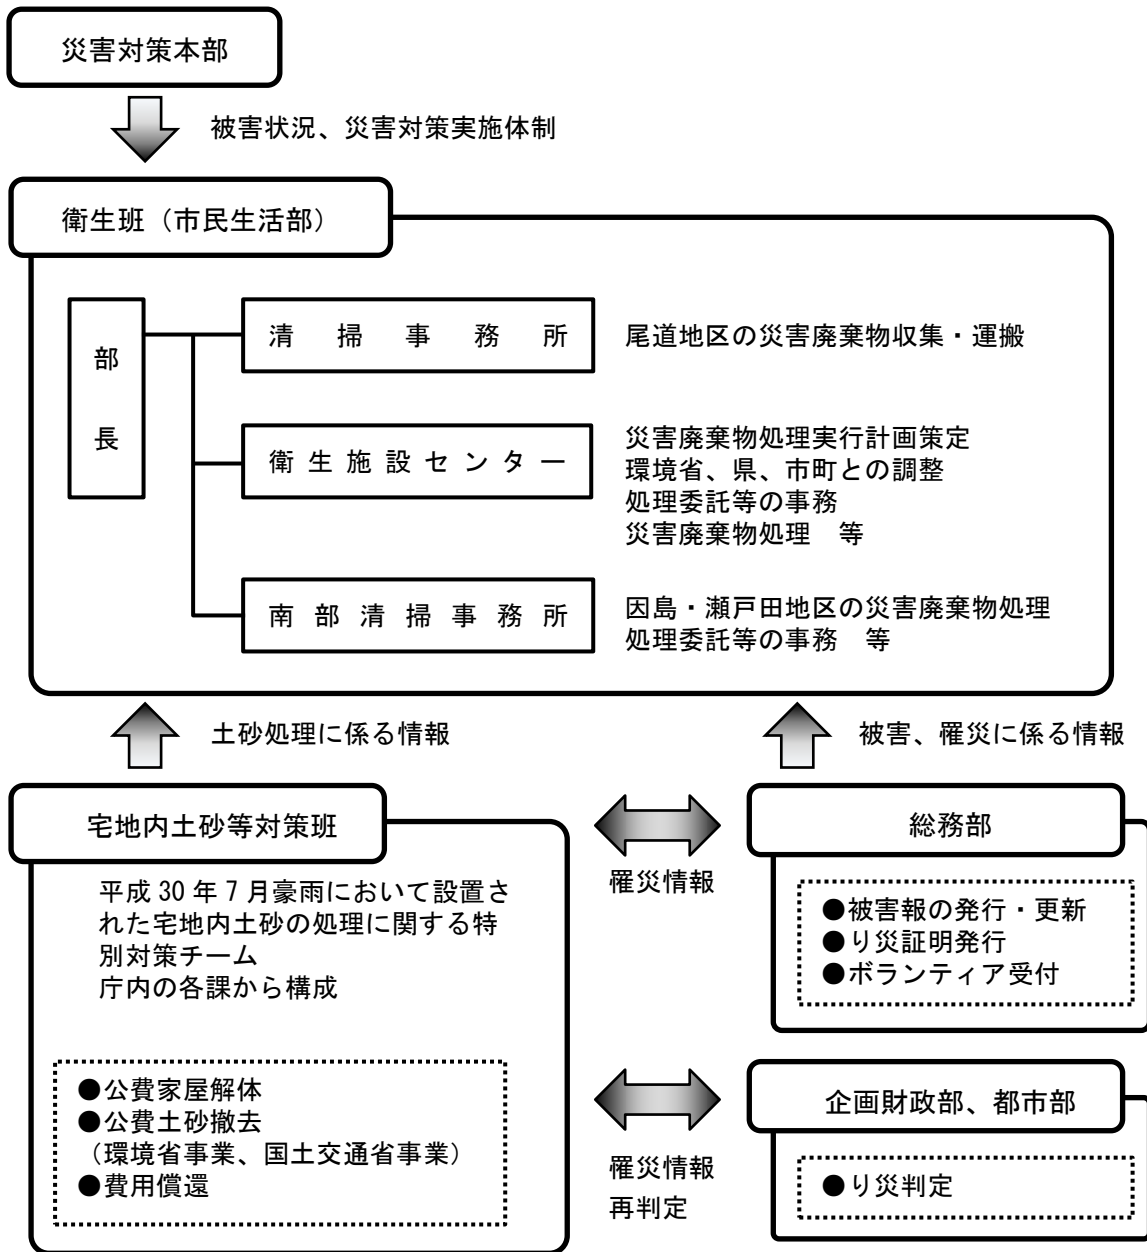 災害対策本部
被害状況、災害対策実施体制
衛生班（市民生活部）
部長
清掃事務所
尾道地区の災害廃棄物収集・運搬
衛生施設センター
災害廃棄物処理実行計画策定
環境省、県、市町との調整
処理委託等の事務
災害廃棄物処理　等
南部清掃事務所
因島・瀬戸田地区の災害廃棄物処理
処理委託等の事務　等
土砂処理に係る情報
被害、罹災に係る情報
宅地内土砂等対策班
平成 30 年 7 月豪雨において設置さ
れた宅地内土砂の処理に関する特
別対策チーム
庁内の各課から構成
●公費家屋解体
●公費土砂撤去
（環境省事業、国土交通省事業）
●費用償還
罹災情報
総務部
●被害報の発行・更新
●り災証明発行
●ボランティア受付
罹災情報
再判定
企画財政部、都市部
●り災判定